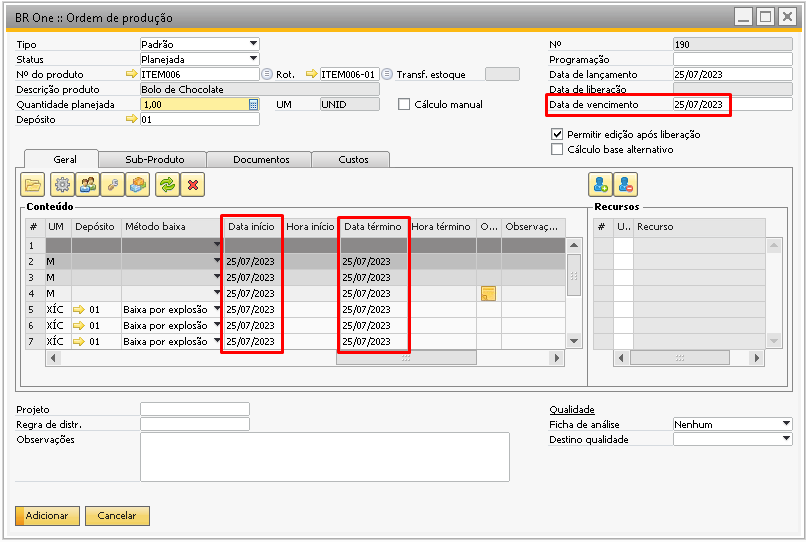 BR One :: Ordem de produção
Tipo Padrão Nº 190
Status Planejada Programação
Nº do produto ITEM006 Rot. ITEM006-01 Transf. estoque Data de lançamento 25/07/2023
Descrição produto Bolo de Chocolate Data de liberação
Quantidade planejada 1,00 UM UNID Cálculo manual Data de vencimento 25/07/2023
Depósito 01
Permitir edição após liberação
Cálculo base alternativo
Geral Sub-Produto Documentos Custos
Conteúdo Recursos
# UM Depósito Método baixa Data início Hora início Data término Hora término O... Observaç... # U.. Recurso
1
2 M 25/07/2023 25/07/2023
3 M 25/07/2023 25/07/2023
4 M 25/07/2023 25/07/2023
5 XÍC 01 Baixa por explosão 25/07/2023 25/07/2023
6 XÍC 01 Baixa por explosão 25/07/2023 25/07/2023
7 XÍC 01 Baixa por explosão 25/07/2023 25/07/2023
Projeto Qualidade
Regra de distr. Ficha de análise Nenhum
Observações Destino qualidade
Adicionar Cancelar